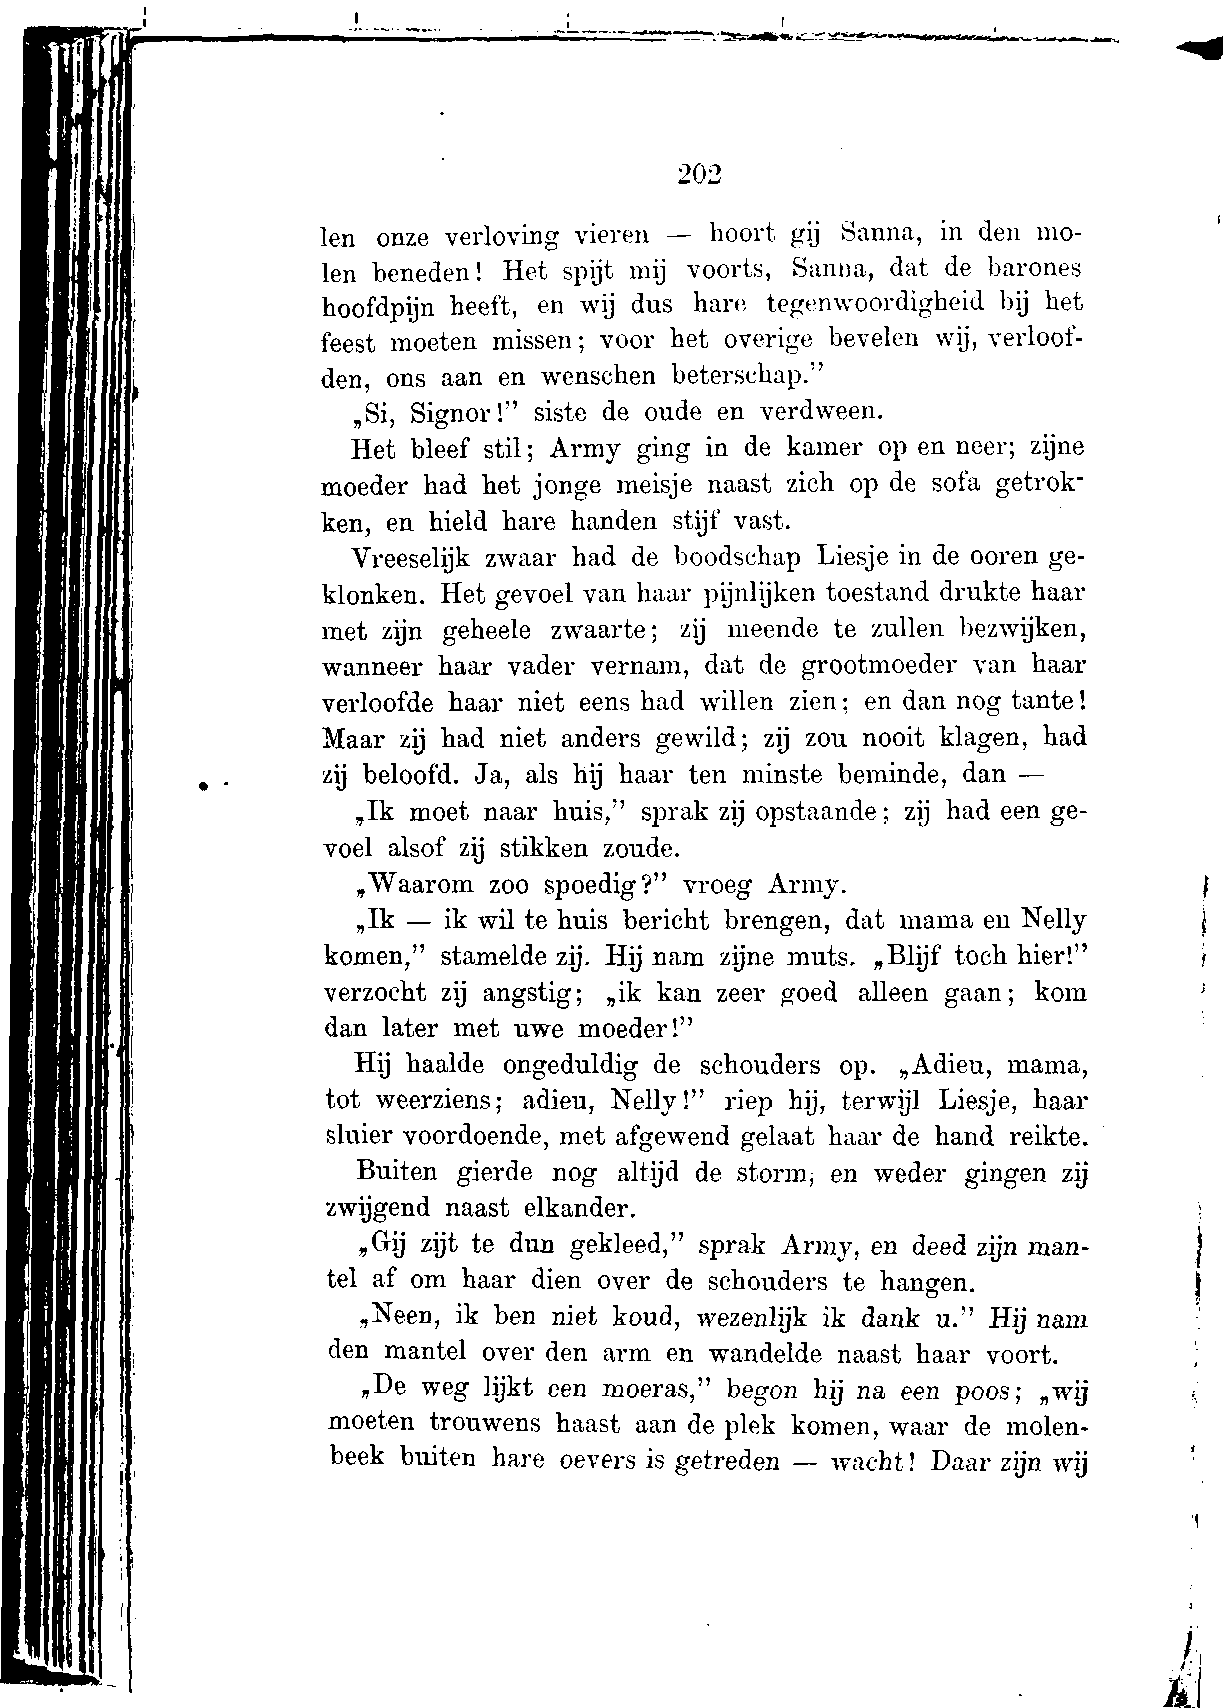 202
len onze verloving vieren — hoort gij Sanna, in den mo-
len beneden! Het spijt mij voorts, Sanna, dat de barones
hoofdpijn heeft, en wij dus hare tegenwoordigheid bij het
feest moeten missen; voor het overige bevelen wij, verloof-
den, ons aan en wenschen beterschap.”
„Si, Signor!” siste de oude en verdween.
Het bleef stil; Army ging in de kamer op en neer; zijne
moeder had het jonge meisje naast zich op de sofa getrok-
ken, en hield hare handen stijf vast.
Vreeselijk zwaar had de boodschap Liesje in de ooren ge-
klonken. Het gevoel van haar pijnlijken toestand drukte haar
met zijn geheele zwaarte; zij meende te zullen bezwijken,
wanneer haar vader vernam, dat de grootmoeder van haar
verloofde haar niet eens had willen zien; en dan nog tante!
Maar zij had niet anders gewild; zij zou nooit klagen, had
zij beloofd. Ja, als hij haar ten minste beminde, dan —
„Ik moet naar huis,” sprak zij opstaande; zij had een ge-
voel alsof zij stikken zoude.
„Waarom zoo spoedig?” vroeg Army.
„Ik — ik wil te huis bericht brengen, dat mama en Nelly
komen,” stamelde zij. Hij nam zijne muts. „Blijf toch hier!”
verzocht zij angstig; „ik kan zeer goed alleen gaan; kom
dan later met uwe moeder!”
Hij haalde ongeduldig de schouders op. „Adieu, mama,
tot weerziens; adieu, Nelly!” riep hij, terwijl Liesje, haar
sluier voordoende, met afgewend gelaat haar de hand reikte.
Buiten gierde nog altijd de storm, en weder gingen zij
zwijgend naast elkander.
„Gij zijt te dun gekleed,” sprak Army, en deed zijn man-
tel af om haar dien over de schouders te hangen.
„Neen, ik ben niet koud, wezenlijk ik dank u.” Hij nam
den mantel over den arm en wandelde naast haar voort.
„De weg lijkt een moeras,” begon hij na een poos; „wij
moeten trouwens haast aan de plek komen, waar de molen-
beek buiten hare oevers is getreden — wacht! Daar zijn wij